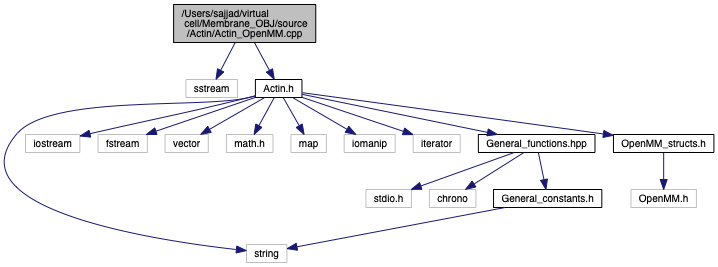 /Users/sajjad/virtual
cell/Membrane_OBJ/source
/Actin/Actin_OpenMM.cpp
sstream
Actin.h
iostream
fstream
vector
math.h
map
iomanip
iterator
General_functions.hpp
OpenMM_structs.h
stdio.h
chrono
General_constants.h
OpenMM.h
string